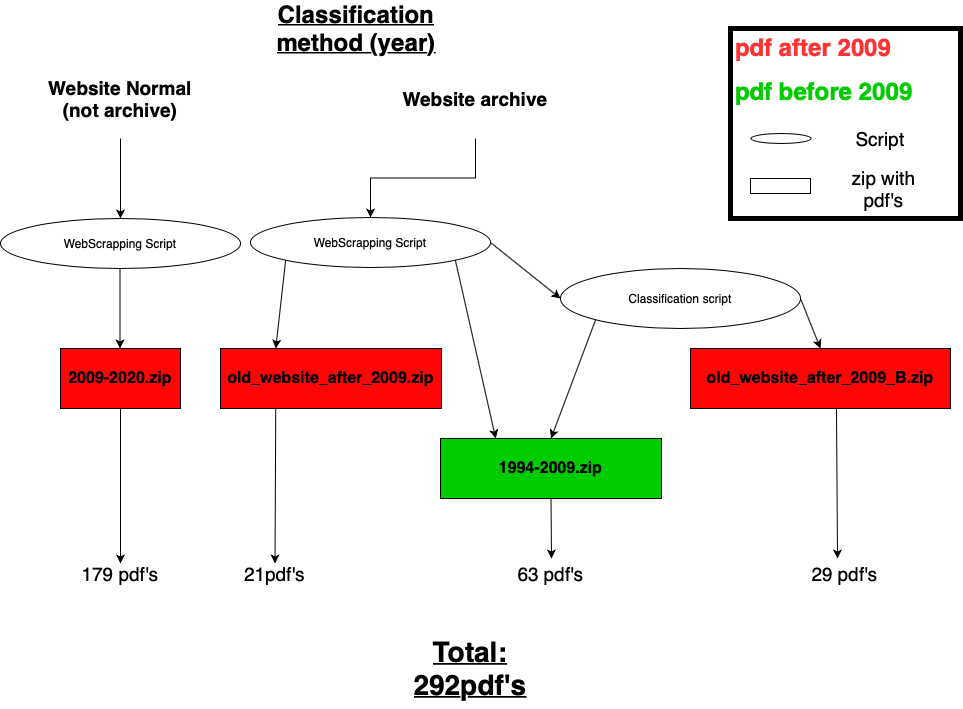 Classification
method (year)
pdf after 2009
pdf before 2009
Script
zip with
pdf's
Website Normal
(not archive)
Website archive
WebScrapping Script
WebScrapping Script
Classification script
2009-2020.zip
old_website_after_2009.zip
old_website_after_2009_B.zip
1994-2009.zip
179 pdf's
21pdf's
63 pdf's
29 pdf's
Total:
292pdf's